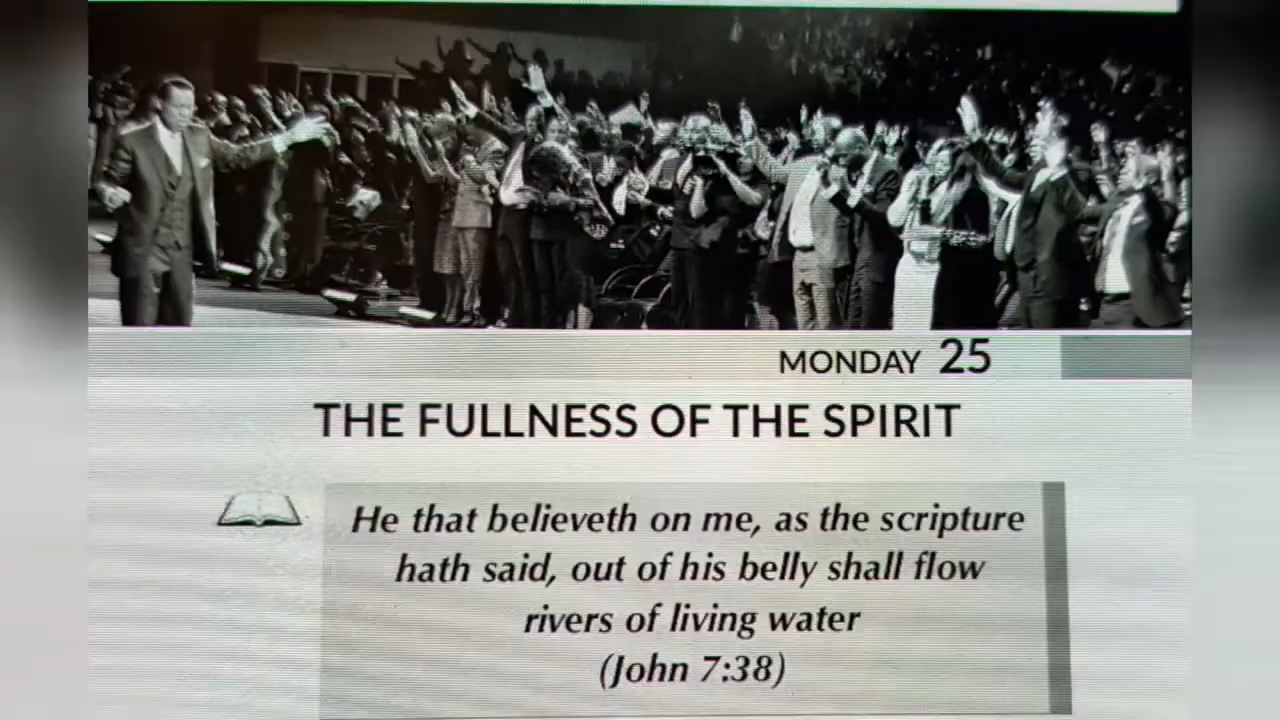 MONDAY 25
THE FULLNESS OF THE SPIRIT
He that believeth on me, as the scripture
hath said, out of his belly shall flow
rivers of living water
(John 7:38)